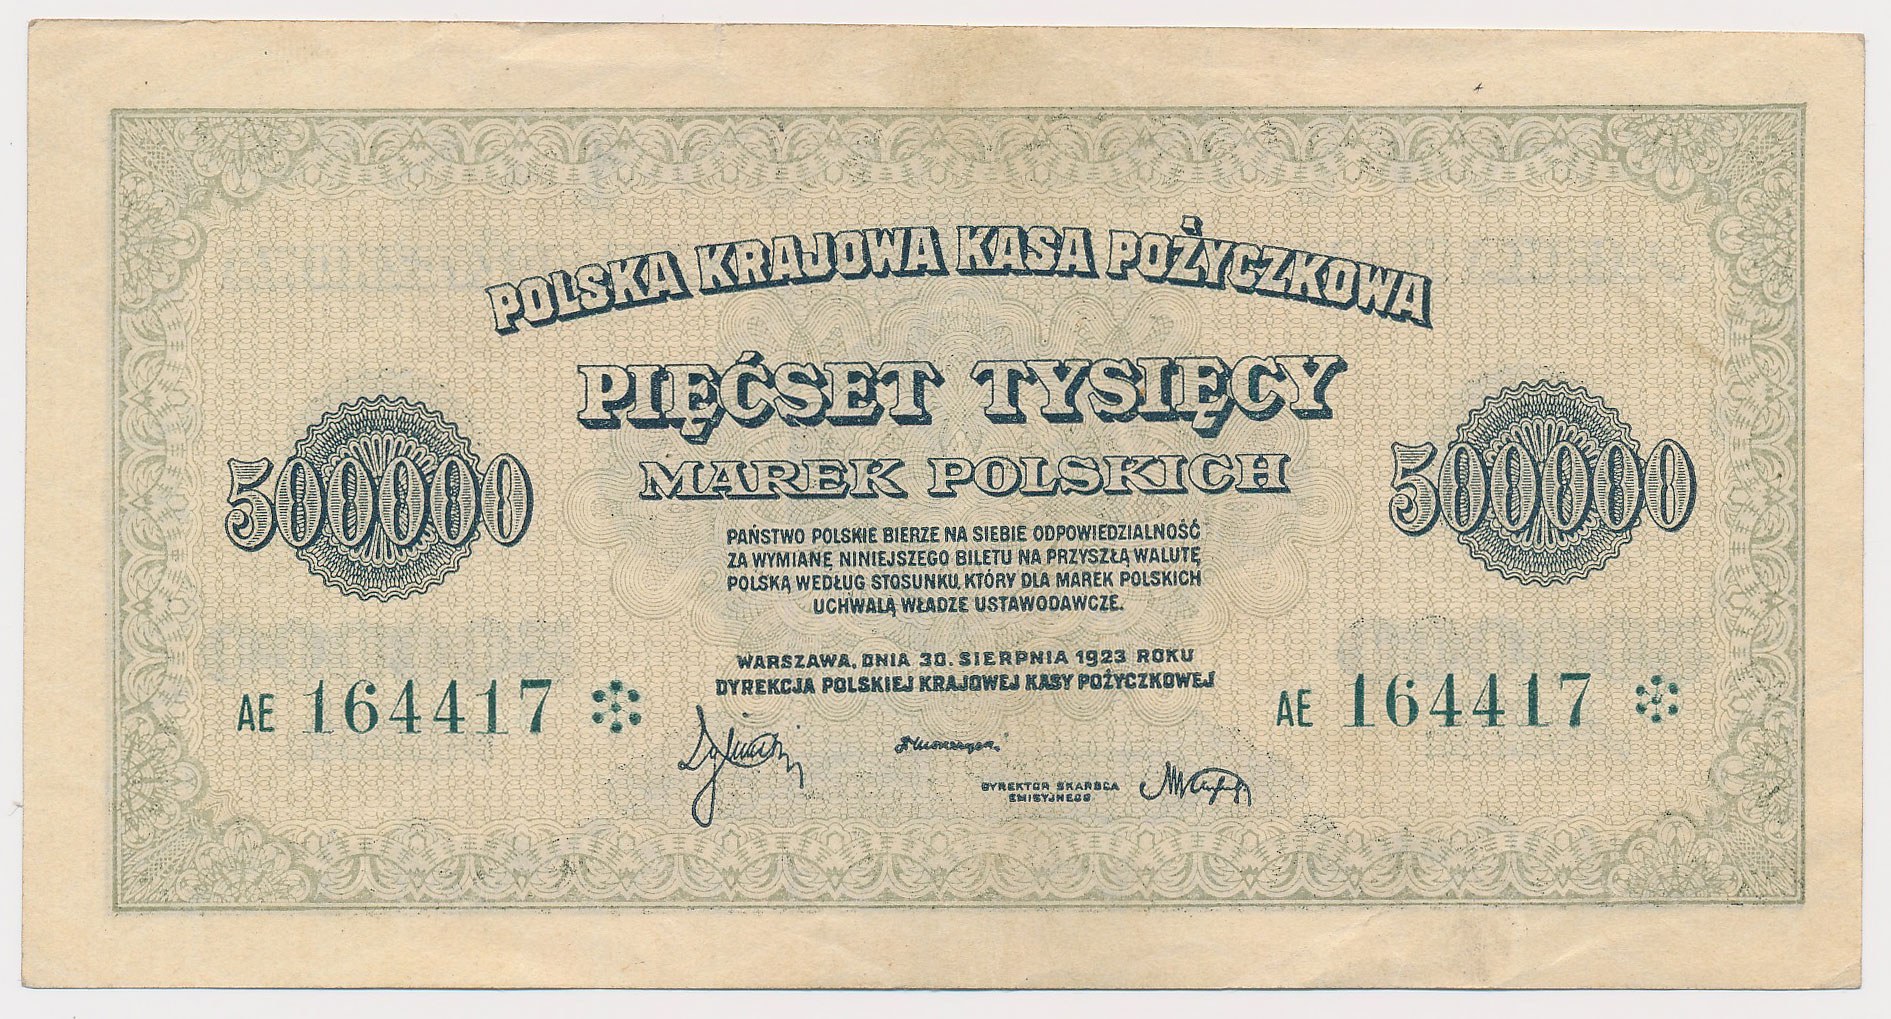 POLSKA KRAJOWA KASA POŻYCZKOWA
PIĘĆSET TYSIĘCY
MAREK POLSKICH
500000
500000
PAŃSTWO POLSKIE BIERZE NA SIEBIE ODPOWIEDZIALNOŚĆ
ZA WYMIANĘ NINIEJSZEGO BILETU NA PRZYSZŁĄ WALUTĘ
POLSKĄ WEDŁUG STOSUNKU, KTÓRY DLA MAREK POLSKICH
UCHWALĄ WŁADZE USTAWODAWCZE.
WARSZAWA, DNIA 30. SIERPNIA 1923 ROKU
DYREKCJA POLSKIEJ KRAJOWEJ KASY POŻYCZKOWEJ
AE 164417
AE 164417
DYREKTOR SKARBCA
EMISYJNEGO